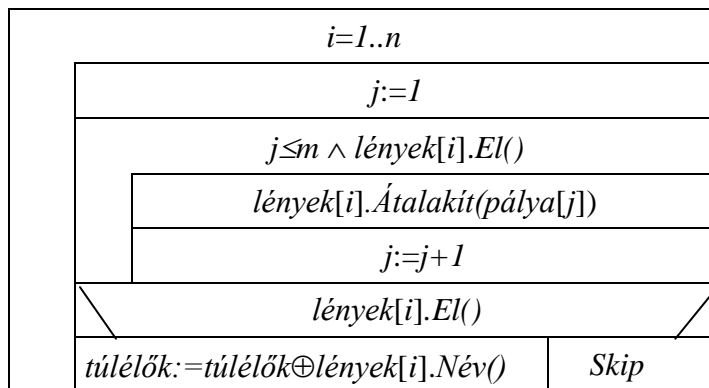 i=1..n
j:=1
j≤m ∧ lények[i].El()
lények[i].Átalakít(pálya[j])
j:=j+1
lények[i].El()
túlélők:=túlélők⊕lények[i].Név() Skip